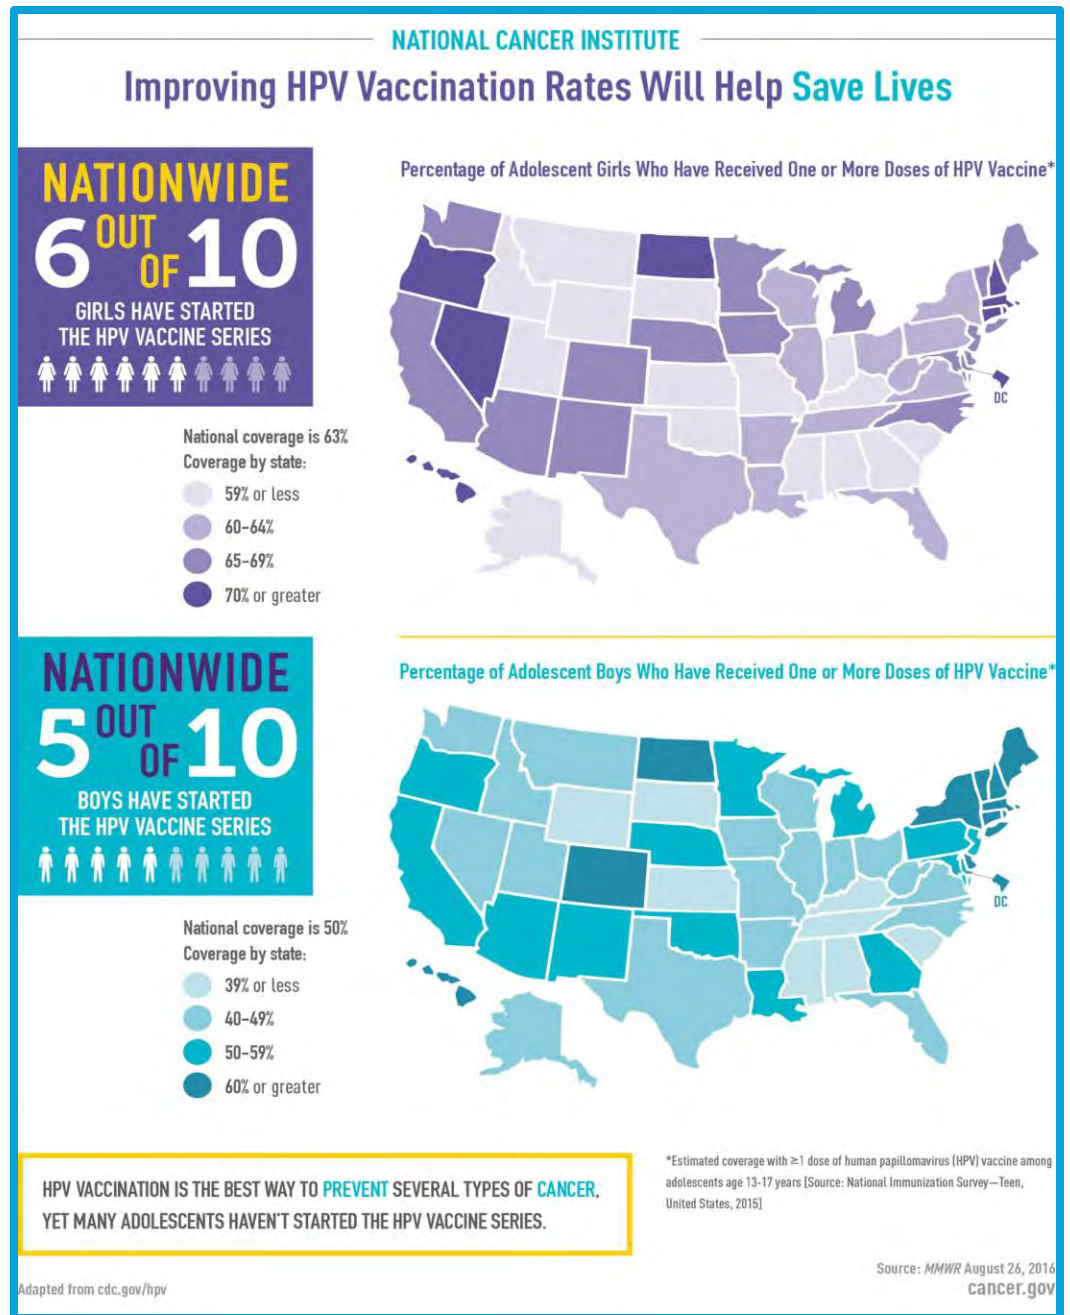 NATIONAL CANCER INSTITUTE
Improving HPV Vaccination Rates Will Help Save Lives
NATIONWIDE
6 OUT OF 10
GIRLS HAVE STARTED
THE HPV VACCINE SERIES
National coverage is 63%
Coverage by state:
59% or less
60-64%
65-69%
70% or greater
Percentage of Adolescent Girls Who Have Received One or More Doses of HPV Vaccine*
DC
NATIONWIDE
5 OUT OF 10
BOYS HAVE STARTED
THE HPV VACCINE SERIES
National coverage is 50%
Coverage by state:
39% or less
40-49%
50-59%
60% or greater
Percentage of Adolescent Boys Who Have Received One or More Doses of HPV Vaccine*
DC
HPV VACCINATION IS THE BEST WAY TO PREVENT SEVERAL TYPES OF CANCER,
YET MANY ADOLESCENTS HAVEN'T STARTED THE HPV VACCINE SERIES.
*Estimated coverage with ≥1 dose of human papillomavirus (HPV) vaccine among
adolescents age 13-17 years [Source: National Immunization Survey—Teen,
United States, 2015]
Source: MMWR August 26, 2016
Adapted from cdc.gov/hpv
cancer.gov